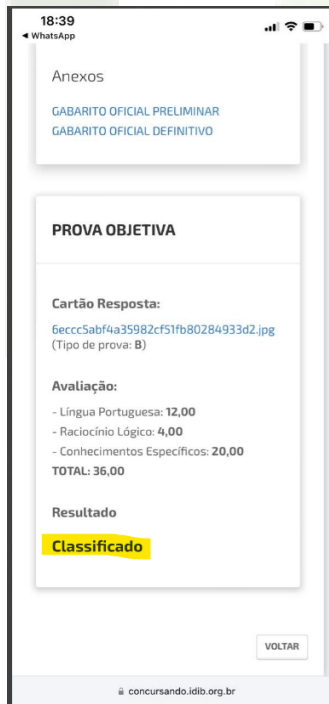 18:39
◄ WhatsApp
Anexos
GABARITO OFICIAL PRELIMINAR
GABARITO OFICIAL DEFINITIVO
PROVA OBJETIVA
Cartão Resposta:
6eccc5abf4a35982cf51fb80284933d2.jpg
(Tipo de prova: B)
Avaliação:
- Língua Portuguesa: 12,00
- Raciocínio Lógico: 4,00
- Conhecimentos Específicos: 20,00
TOTAL: 36,00
Resultado
Classificado
VOLTAR
concursando.idib.org.br